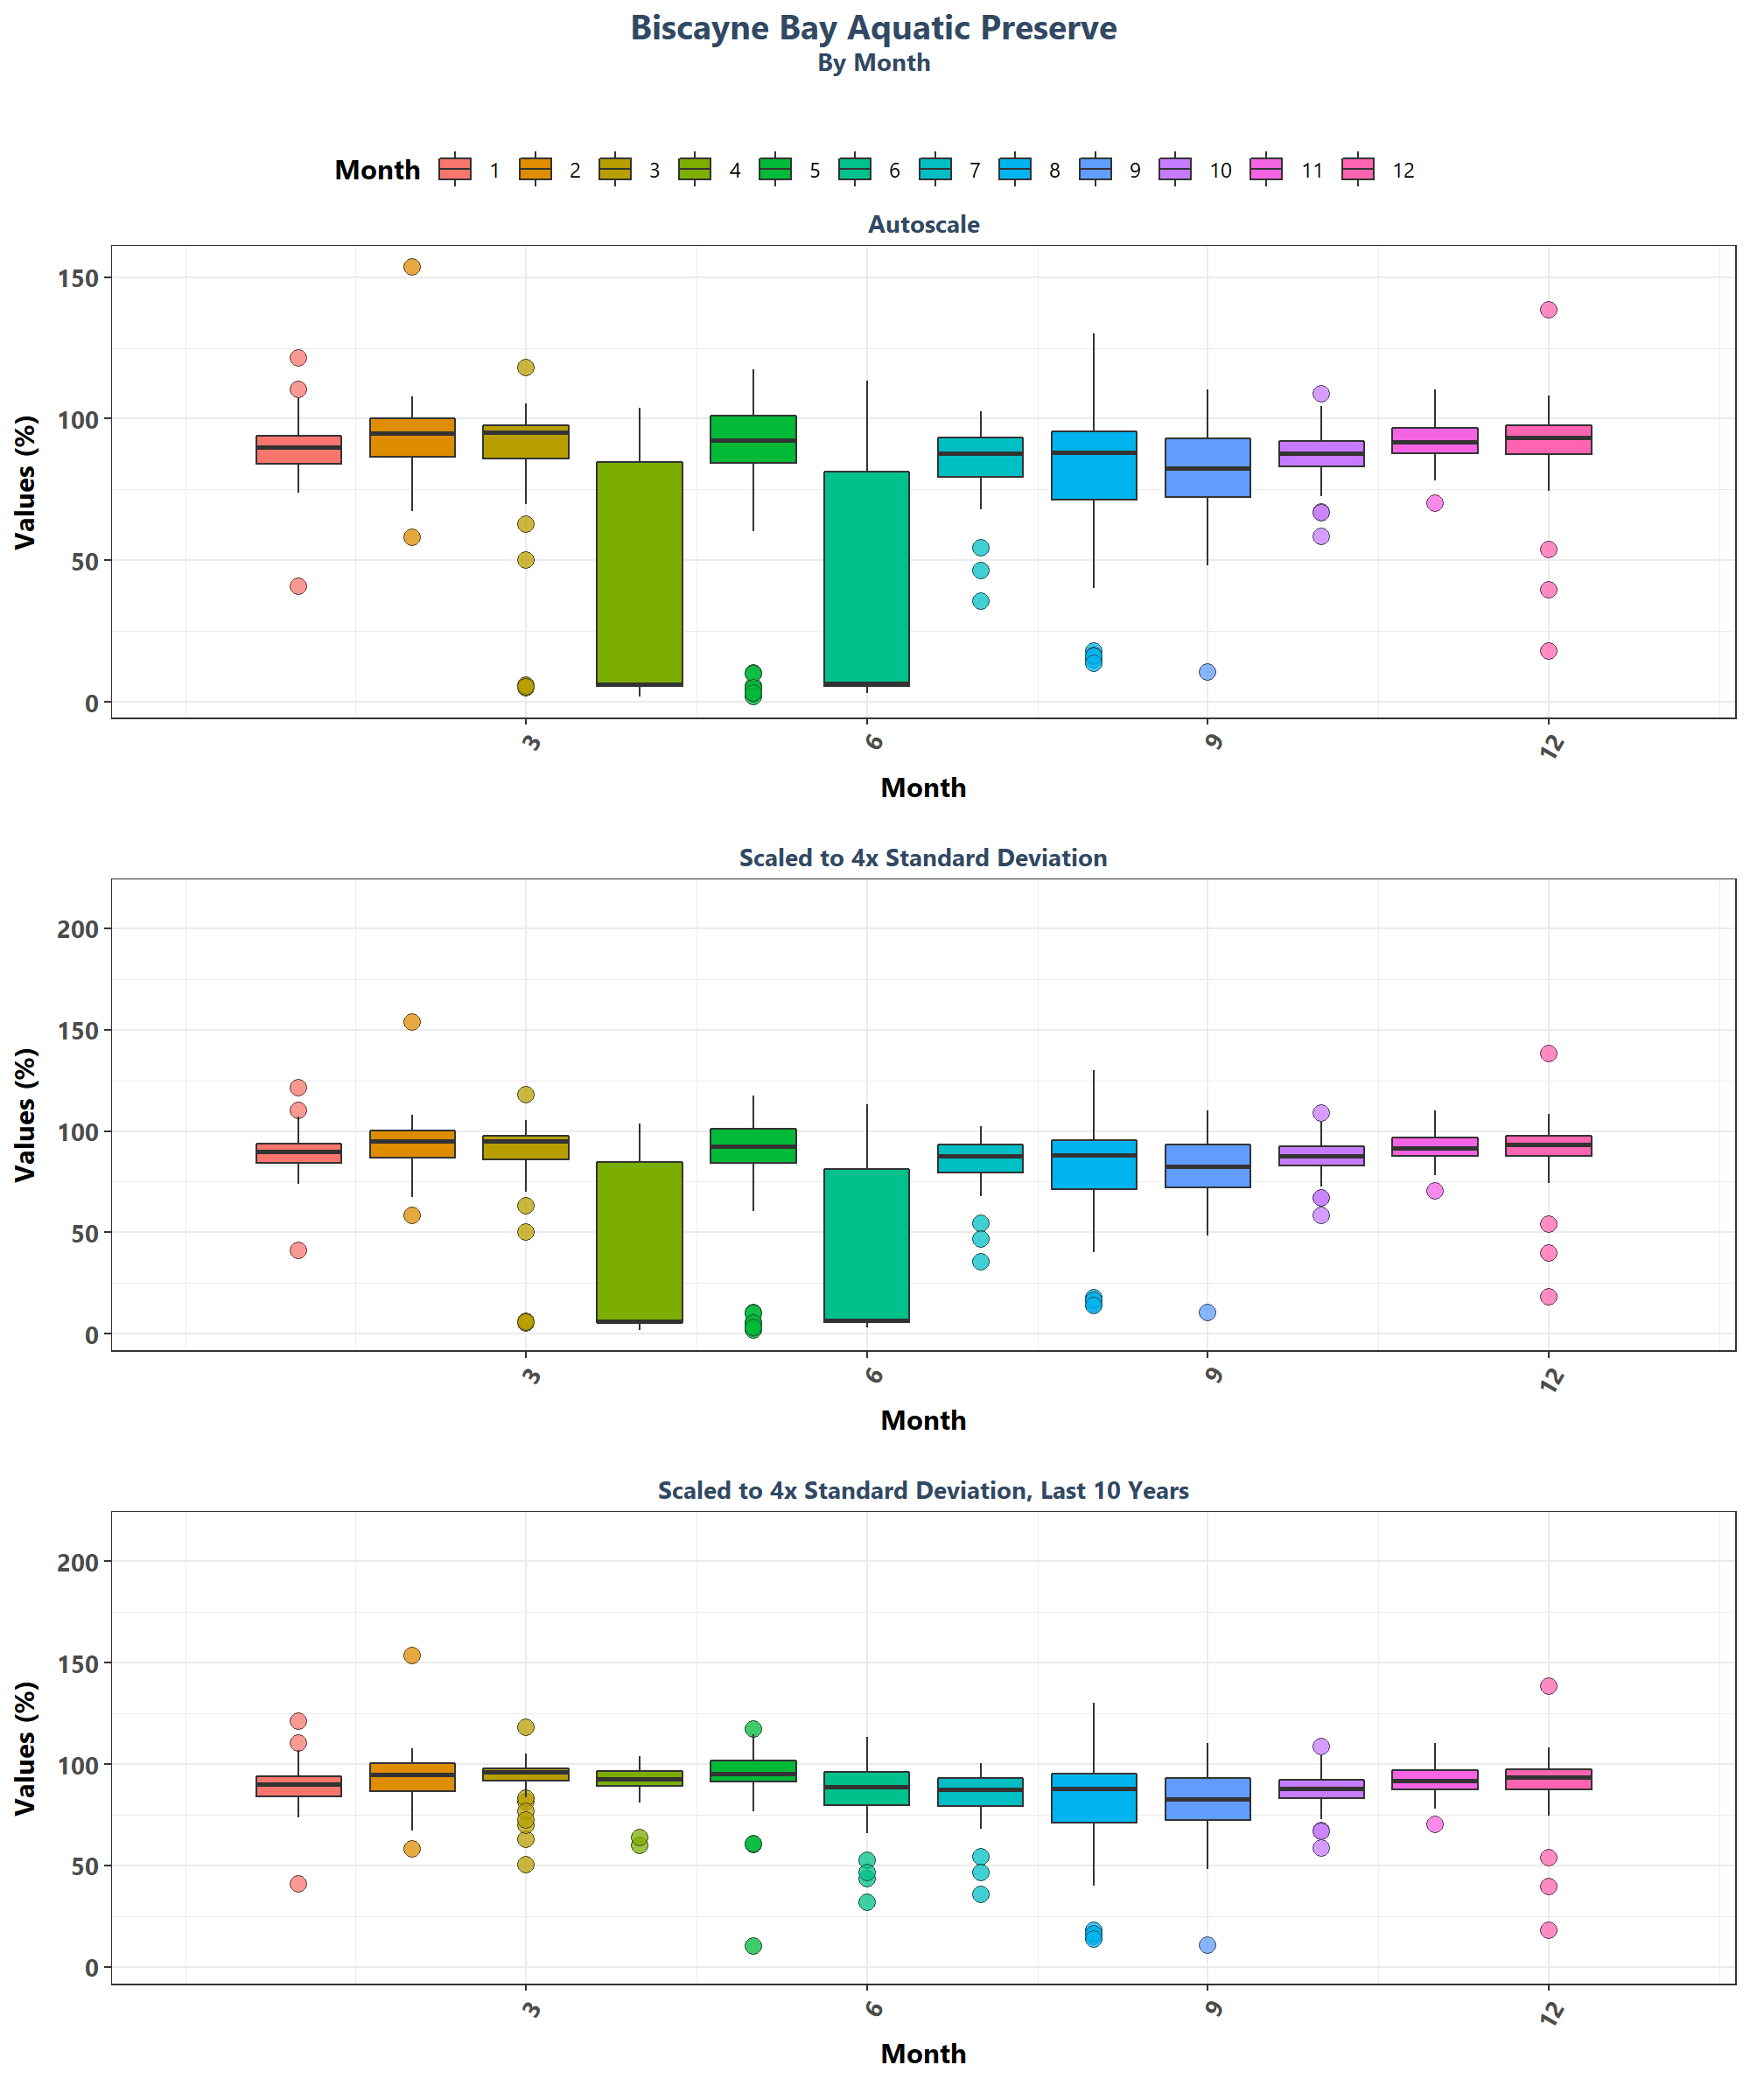 Biscayne Bay Aquatic Preserve
By Month
Month 1 2 3 4 5 6 7 8 9 10 11 12
Autoscale
Values (%)
150
100
50
0
3 6 9 12
Month
Scaled to 4x Standard Deviation
Values (%)
200
150
100
50
0
3 6 9 12
Month
Scaled to 4x Standard Deviation, Last 10 Years
Values (%)
200
150
100
50
0
3 6 9 12
Month